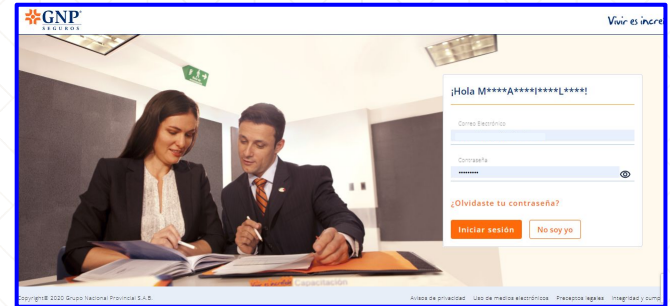 GNP
SEGUROS
Vivir es incre
¡Hola M****A****I****L****!
Correo Electrónico
Contraseña
•••••••••
¿Olvidaste tu contraseña?
Iniciar sesión
No soy yo
Capacitación
Copyright© 2020 Grupo Nacional Provincial S.A.B.
Avisos de privacidad Uso de medios electrónicos Preceptos legales Integridad y cump